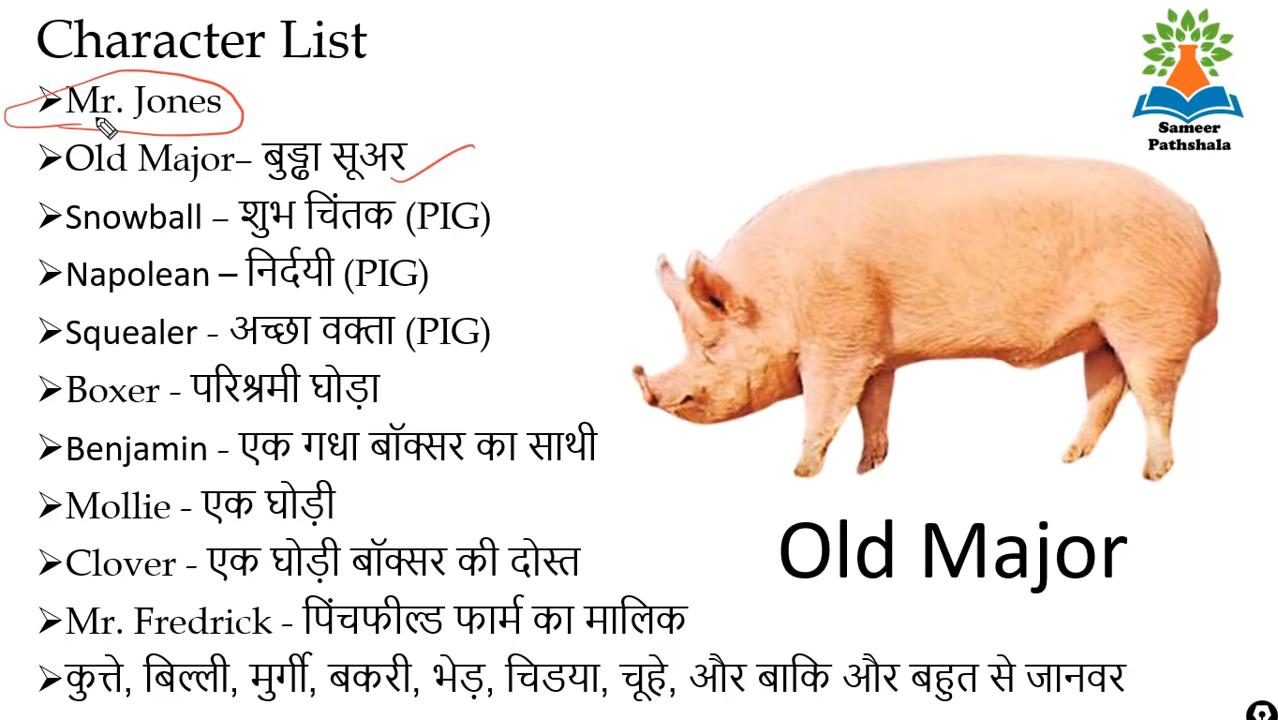 Character List
➢Mr. Jones
➢Old Major– बुड्ढा सूअर
➢Snowball – शुभ चिंतक (PIG)
➢Napolean – निर्दयी (PIG)
➢Squealer - अच्छा वक्ता (PIG)
➢Boxer - परिश्रमी घोड़ा
➢Benjamin - एक गधा बॉक्सर का साथी
➢Mollie - एक घोड़ी
➢Clover - एक घोड़ी बॉक्सर की दोस्त
➢Mr. Fredrick - पिंचफील्ड फार्म का मालिक
➢कुत्ते, बिल्ली, मुर्गी, बकरी, भेड़, चिडया, चूहे, और बाकि और बहुत से जानवर
Sameer
Pathshala
Old Major